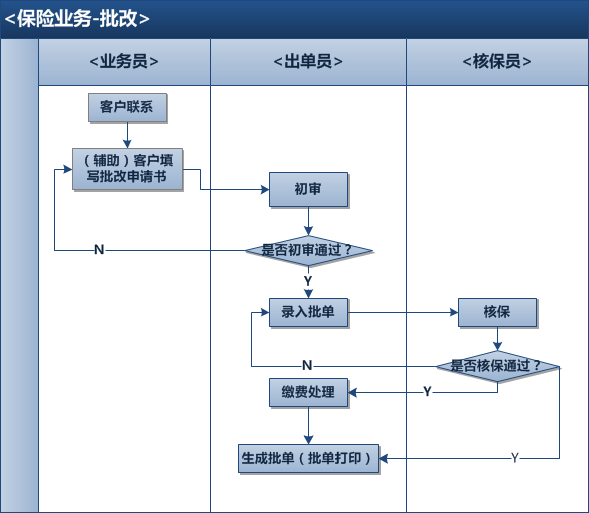 <保险业务-批改>
<业务员>
<出单员>
<核保员>
客户联系
（辅助）客户填
写批改申请书
初审
N
是否初审通过？
Y
录入批单
核保
N
是否核保通过？
缴费处理
Y
生成批单（批单打印）
Y